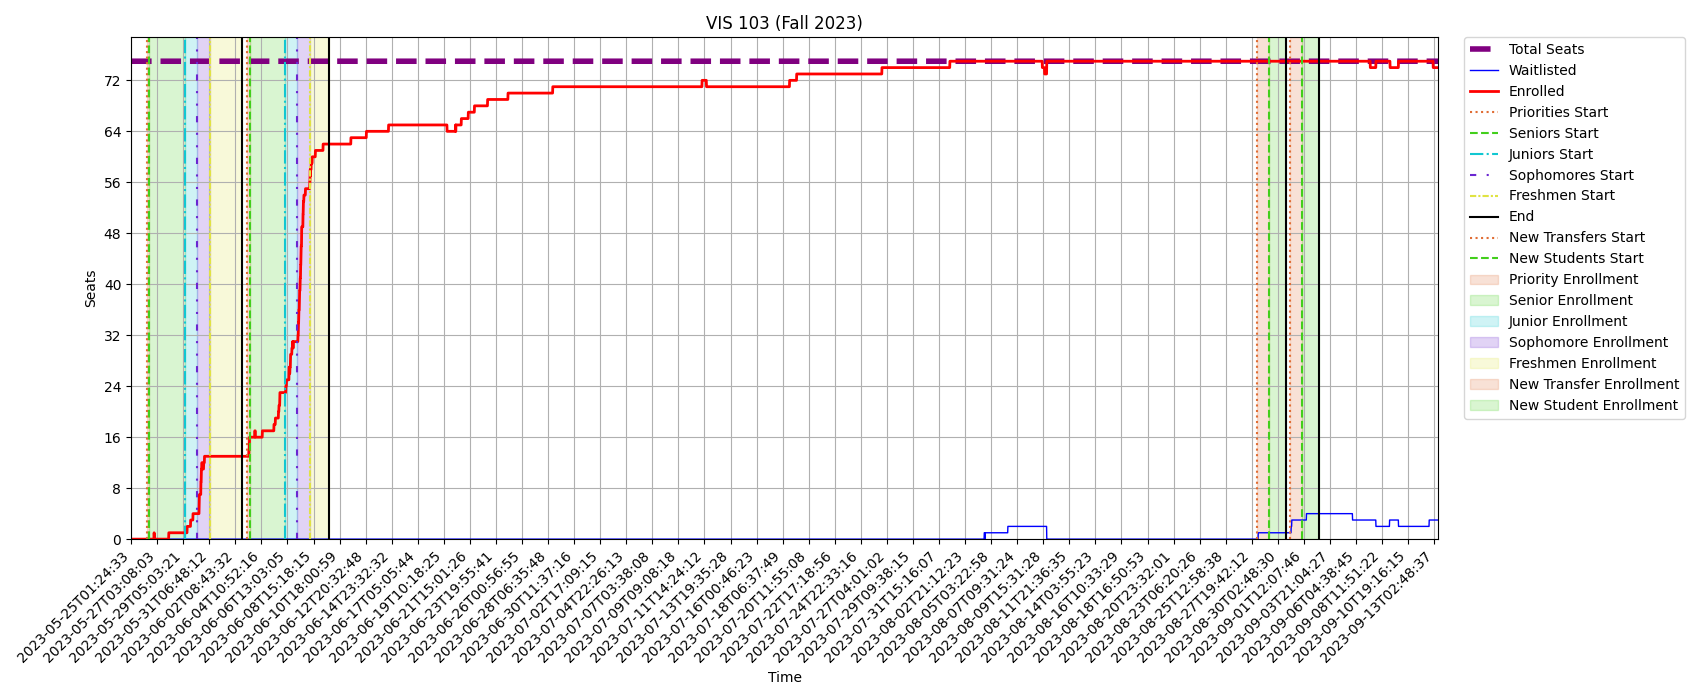 VIS 103 (Fall 2023)
Seats
72
64
56
48
40
32
24
16
8
0
2023-05-25T01:24:33
2023-05-27T03:08:03
2023-05-29T05:03:21
2023-05-31T06:48:12
2023-06-02T08:43:32
2023-06-04T10:52:16
2023-06-06T13:03:05
2023-06-08T15:18:15
2023-06-10T18:00:59
2023-06-12T20:32:48
2023-06-14T23:32:32
2023-06-17T05:05:44
2023-06-19T10:18:25
2023-06-21T15:01:26
2023-06-23T19:55:41
2023-06-26T00:56:55
2023-06-28T06:35:48
2023-06-30T11:37:16
2023-07-02T17:09:15
2023-07-04T22:26:13
2023-07-07T03:38:08
2023-07-09T09:08:18
2023-07-11T14:24:12
2023-07-13T19:35:28
2023-07-16T00:46:23
2023-07-18T06:37:49
2023-07-20T11:55:08
2023-07-22T17:18:56
2023-07-24T22:33:16
2023-07-27T04:01:02
2023-07-29T09:38:15
2023-07-31T15:16:07
2023-08-02T21:12:23
2023-08-05T03:22:58
2023-08-07T09:31:24
2023-08-09T15:31:28
2023-08-11T21:36:35
2023-08-14T03:55:23
2023-08-16T10:33:29
2023-08-18T16:50:53
2023-08-20T23:32:01
2023-08-23T06:20:26
2023-08-25T12:58:38
2023-08-27T19:42:12
2023-08-30T02:48:30
2023-09-01T12:07:46
2023-09-03T21:04:27
2023-09-06T04:38:45
2023-09-08T11:51:22
2023-09-10T19:16:15
2023-09-13T02:48:37
Time
Total Seats
Waitlisted
Enrolled
Priorities Start
Seniors Start
Juniors Start
Sophomores Start
Freshmen Start
End
New Transfers Start
New Students Start
Priority Enrollment
Senior Enrollment
Junior Enrollment
Sophomore Enrollment
Freshmen Enrollment
New Transfer Enrollment
New Student Enrollment